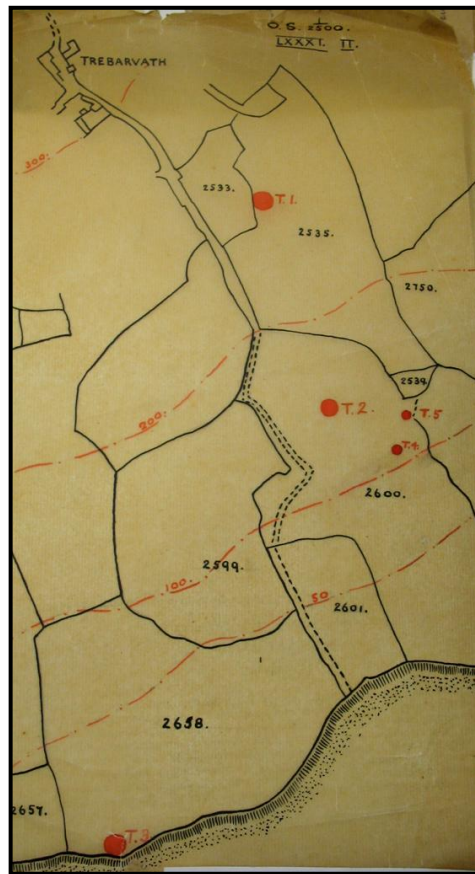 O.S. 1/2500.
LXXXI. II.
TREBARVATH
300.
2533.
T.1.
2535.
2750.
2539.
200.
T.2.
T.5
T.4.
2600.
2599.
100.
50
2601.
2658.
2657.
T.3.